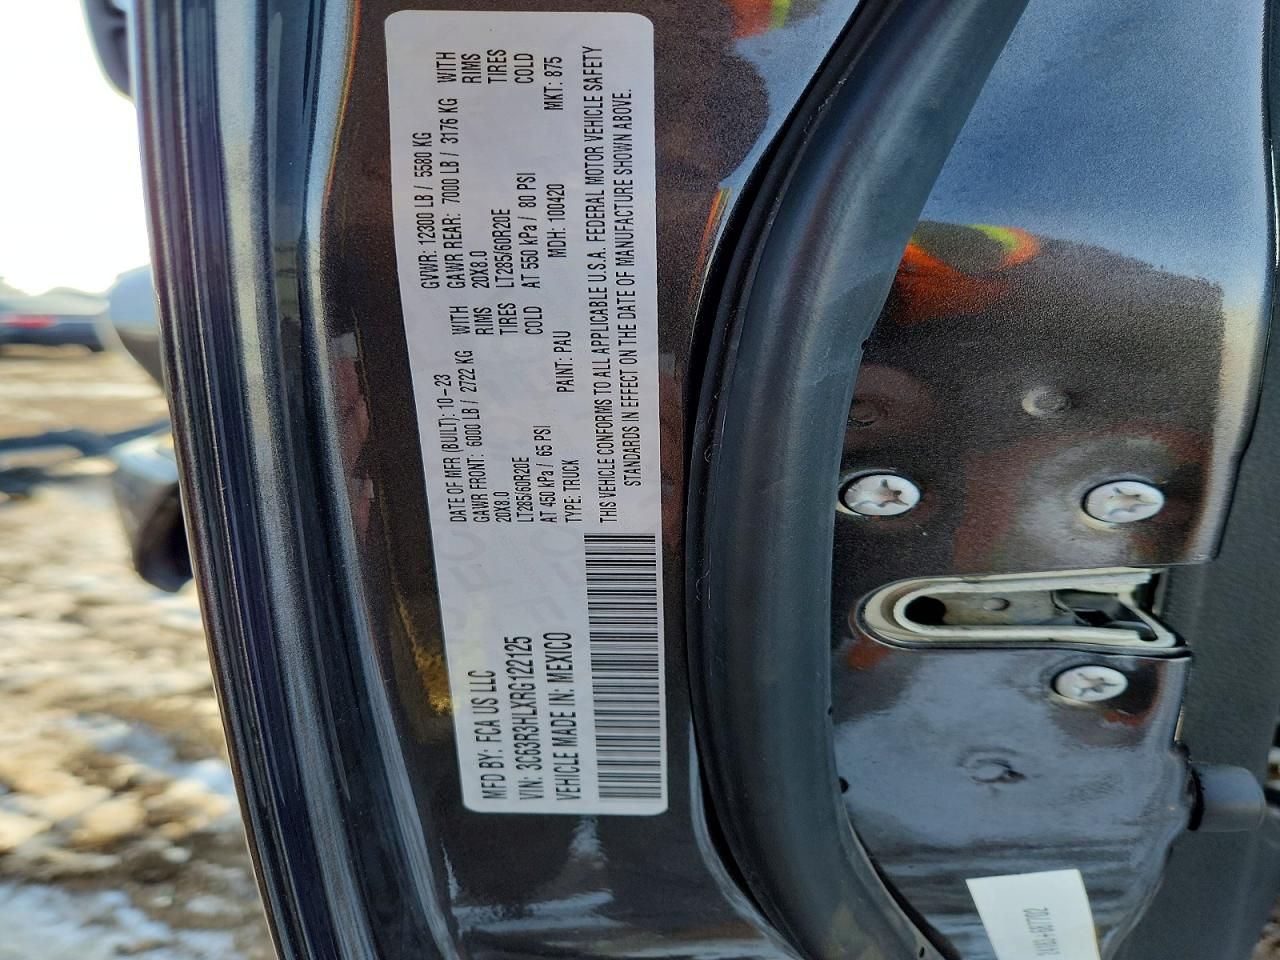 MFD BY: FCA US LLC
VIN: 3C63R3HLXRG122125
VEHICLE MADE IN: MEXICO
DATE OF MFR (BUILT): 10-23 GVWR: 12300 LB / 5580 KG
GAWR FRONT: 6000 LB / 2722 KG WITH GAWR REAR: 7000 LB / 3176 KG WITH
20X8.0 RIMS 20X8.0 RIMS
LT285/60R20E TIRES LT285/60R20E TIRES
AT 450 kPa / 65 PSI COLD AT 550 kPa / 80 PSI COLD
TYPE: TRUCK PAINT: PAU MDH: 100420 MKT: 875
THIS VEHICLE CONFORMS TO ALL APPLICABLE U.S.A. FEDERAL MOTOR VEHICLE SAFETY
STANDARDS IN EFFECT ON THE DATE OF MANUFACTURE SHOWN ABOVE.